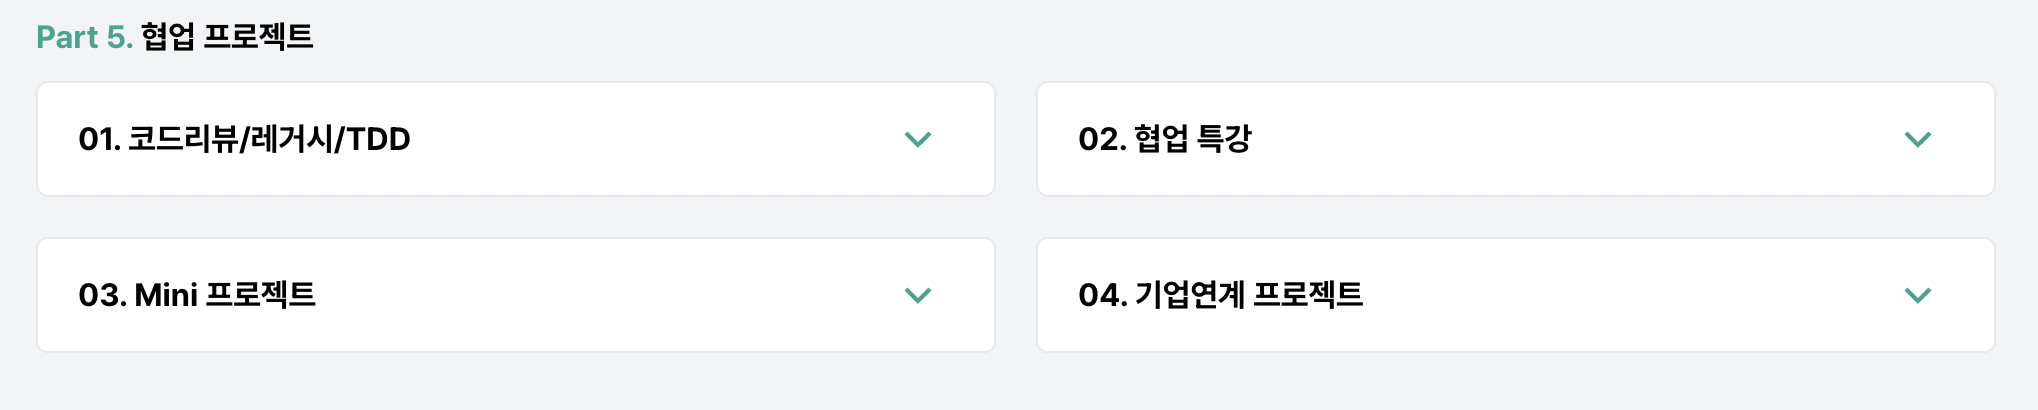 Part 5. 협업 프로젝트
01. 코드리뷰/레거시/TDD
02. 협업 특강
03. Mini 프로젝트
04. 기업연계 프로젝트